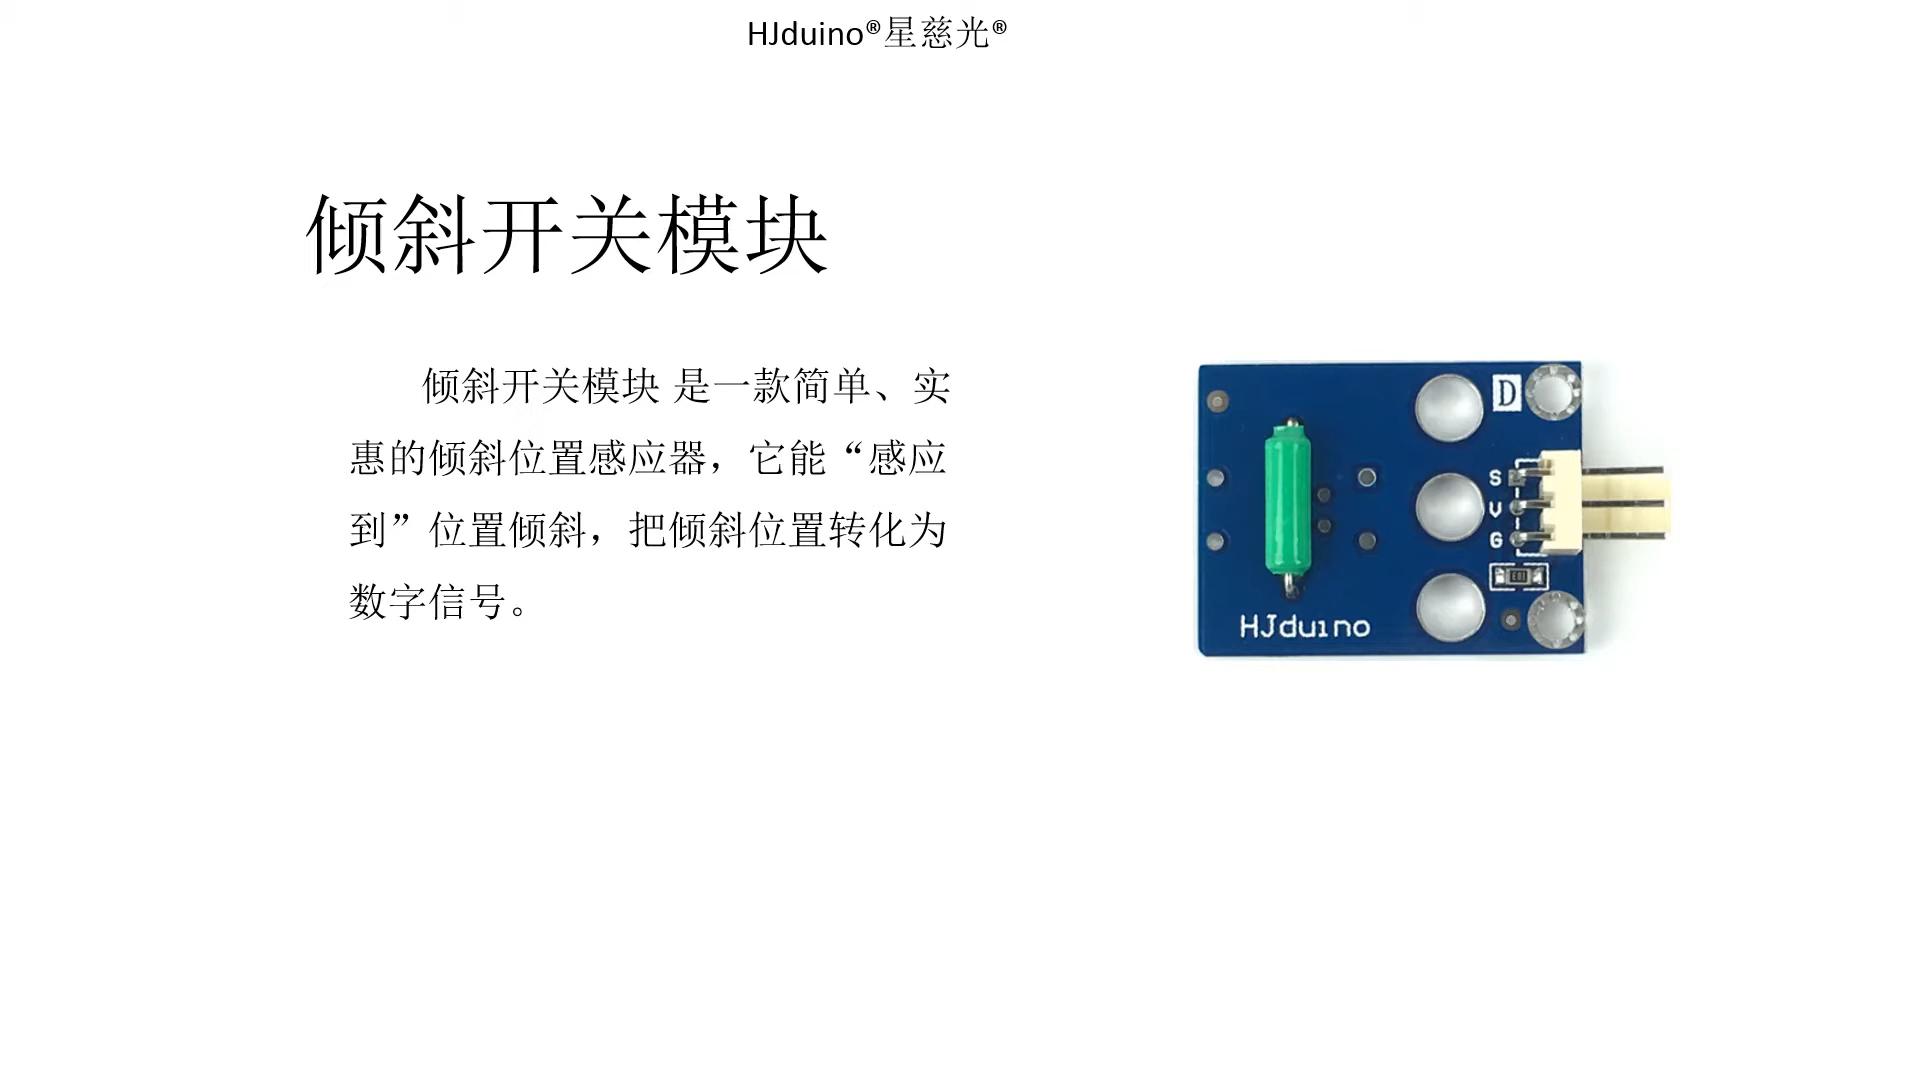 HJduino®星慈光®
倾斜开关模块
倾斜开关模块 是一款简单、实
惠的倾斜位置感应器，它能“感应
到”位置倾斜，把倾斜位置转化为
数字信号。
D
S
V
G
HJduino